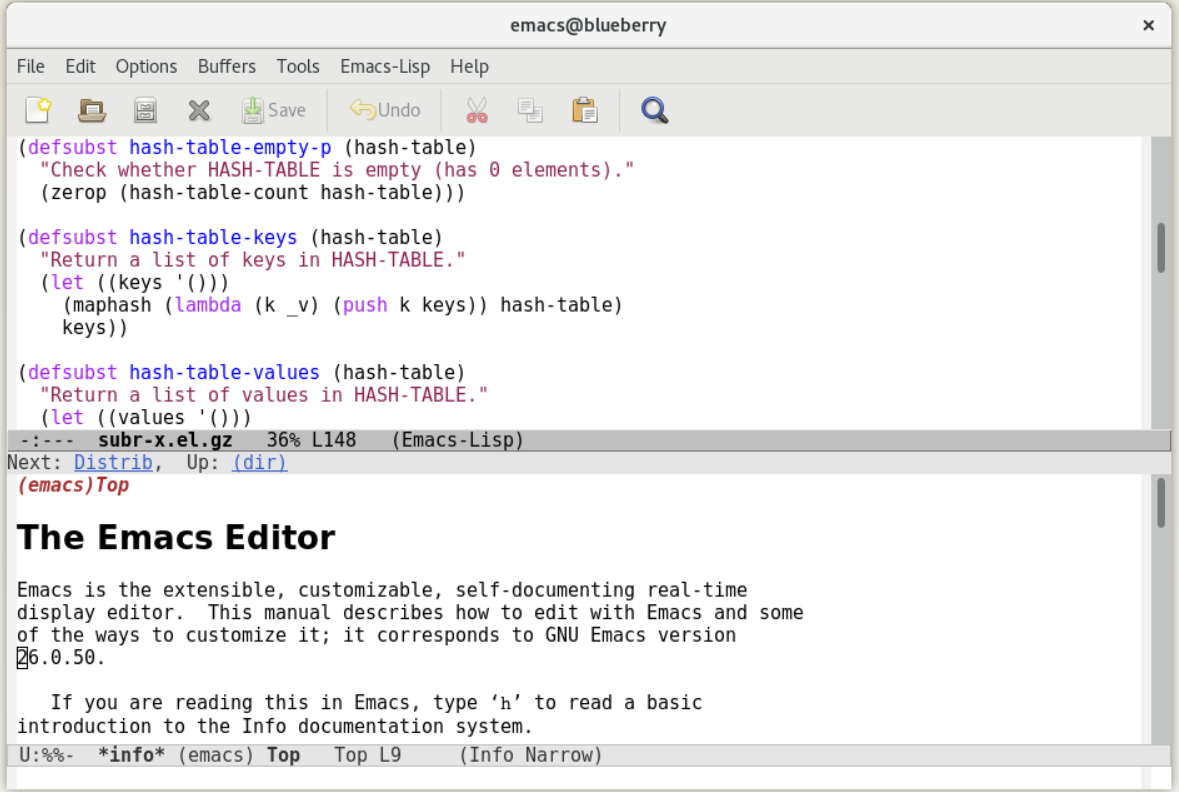 emacs@blueberry ×
File Edit Options Buffers Tools Emacs-Lisp Help
Save Undo
(defsubst hash-table-empty-p (hash-table)
  "Check whether HASH-TABLE is empty (has 0 elements)."
  (zerop (hash-table-count hash-table)))
(defsubst hash-table-keys (hash-table)
  "Return a list of keys in HASH-TABLE."
  (let ((keys '()))
    (maphash (lambda (k _v) (push k keys)) hash-table)
    keys))
(defsubst hash-table-values (hash-table)
  "Return a list of values in HASH-TABLE."
  (let ((values '()))
-:---  subr-x.el.gz   36% L148   (Emacs-Lisp)
Next: Distrib,  Up: (dir)
(emacs)Top
The Emacs Editor
Emacs is the extensible, customizable, self-documenting real-time
display editor.  This manual describes how to edit with Emacs and some
of the ways to customize it; it corresponds to GNU Emacs version
26.0.50.
   If you are reading this in Emacs, type ‘h’ to read a basic
introduction to the Info documentation system.
U:%%-  *info* (emacs) Top   Top L9     (Info Narrow)